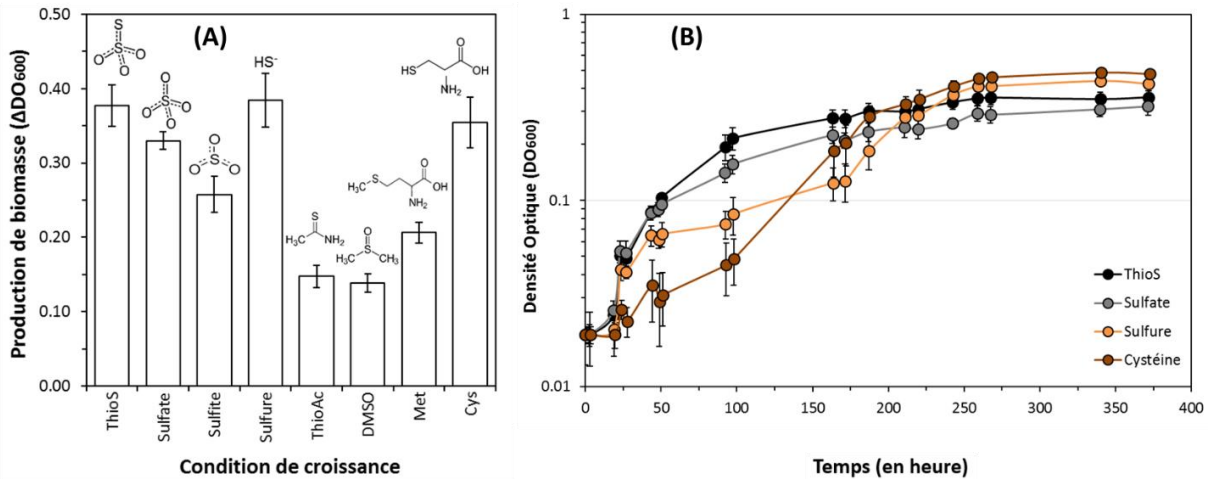 (A)
Production de biomasse (ΔDO600)
0.50
0.40
0.30
0.20
0.10
0.00
S
S
O
O
O
O
S
O
O
O
S
O
O
O
HS-
S
H3C
NH2
O
S
H3C
CH3
O
H3C
S
OH
NH2
O
HS
OH
NH2
ThioS
Sulfate
Sulfite
Sulfure
ThioAc
DMSO
Met
Cys
Condition de croissance
(B)
Densité Optique (DO600)
1
0.1
0.01
ThioS
Sulfate
Sulfure
Cystéine
0
50
100
150
200
250
300
350
400
Temps (en heure)